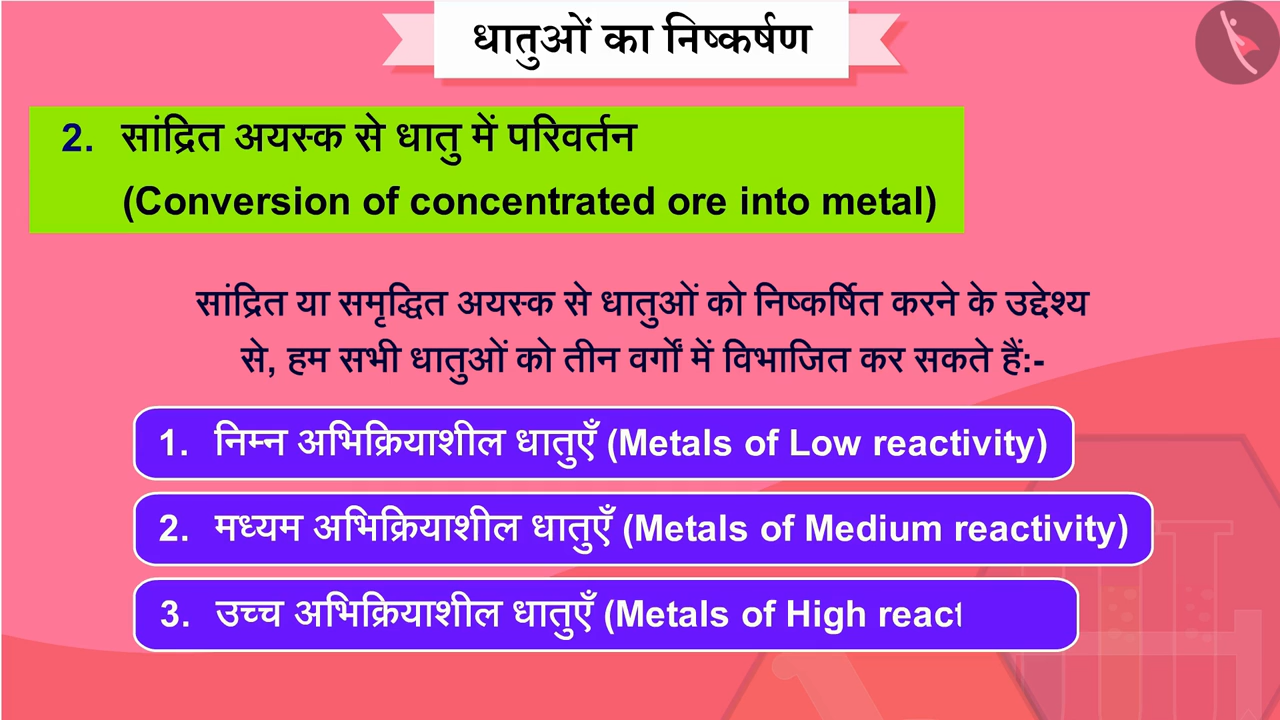 धातुओं का निष्कर्षण
2. सांद्रित अयस्क से धातु में परिवर्तन
(Conversion of concentrated ore into metal)
सांद्रित या समृद्धित अयस्क से धातुओं को निष्कर्षित करने के उद्देश्य
से, हम सभी धातुओं को तीन वर्गों में विभाजित कर सकते हैं:-
1. निम्न अभिक्रियाशील धातुएँ (Metals of Low reactivity)
2. मध्यम अभिक्रियाशील धातुएँ (Metals of Medium reactivity)
3. उच्च अभिक्रियाशील धातुएँ (Metals of High react